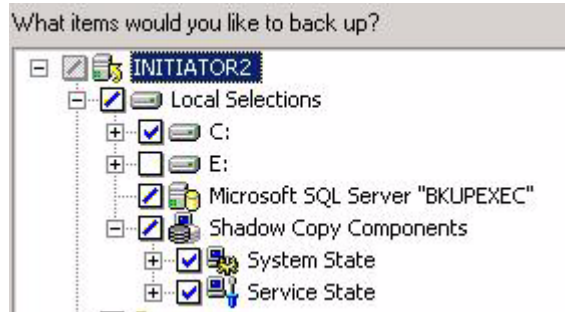 What items would you like to back up?
INITIATOR2
Local Selections
C:
E:
Microsoft SQL Server "BKUPEXEC"
Shadow Copy Components
System State
Service State